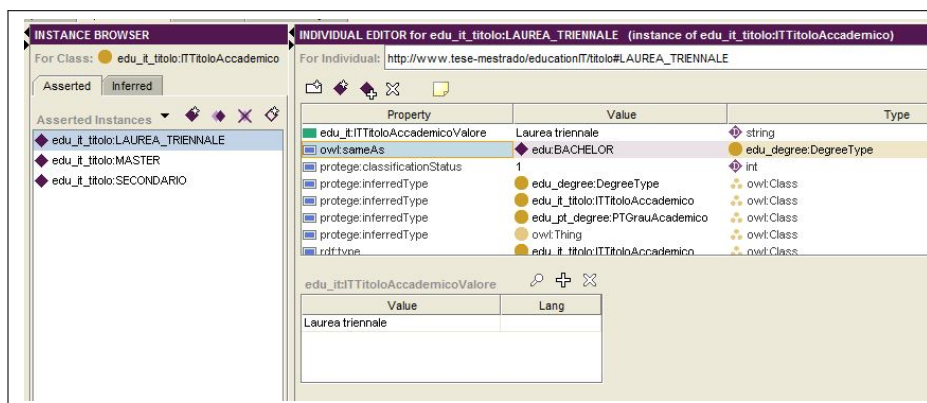 INSTANCE BROWSER
For Class: edu_it_titolo:ITTitoloAccademico
Asserted Inferred
Asserted Instances
edu_it_titolo:LAUREA_TRIENNALE
edu_it_titolo:MASTER
edu_it_titolo:SECONDARIO
INDIVIDUAL EDITOR for edu_it_titolo:LAUREA_TRIENNALE (instance of edu_it_titolo:ITTitoloAccademico)
For Individual: http://www.tese-mestrado/educationIT/titolo#LAUREA_TRIENNALE
Property Value Type
edu_it:ITTitoloAccademicoValore Laurea triennale string
owl:sameAs edu:BACHELOR edu_degree:DegreeType
protege:classificationStatus 1 int
protege:inferredType edu_degree:DegreeType owl:Class
protege:inferredType edu_it_titolo:ITTitoloAccademico owl:Class
protege:inferredType edu_pt_degree:PTGrauAcademico owl:Class
protege:inferredType owl:Thing owl:Class
rdf:type edu_it_titolo:ITTitoloAccademico owl:Class
edu_it:ITTitoloAccademicoValore
Value Lang
Laurea triennale